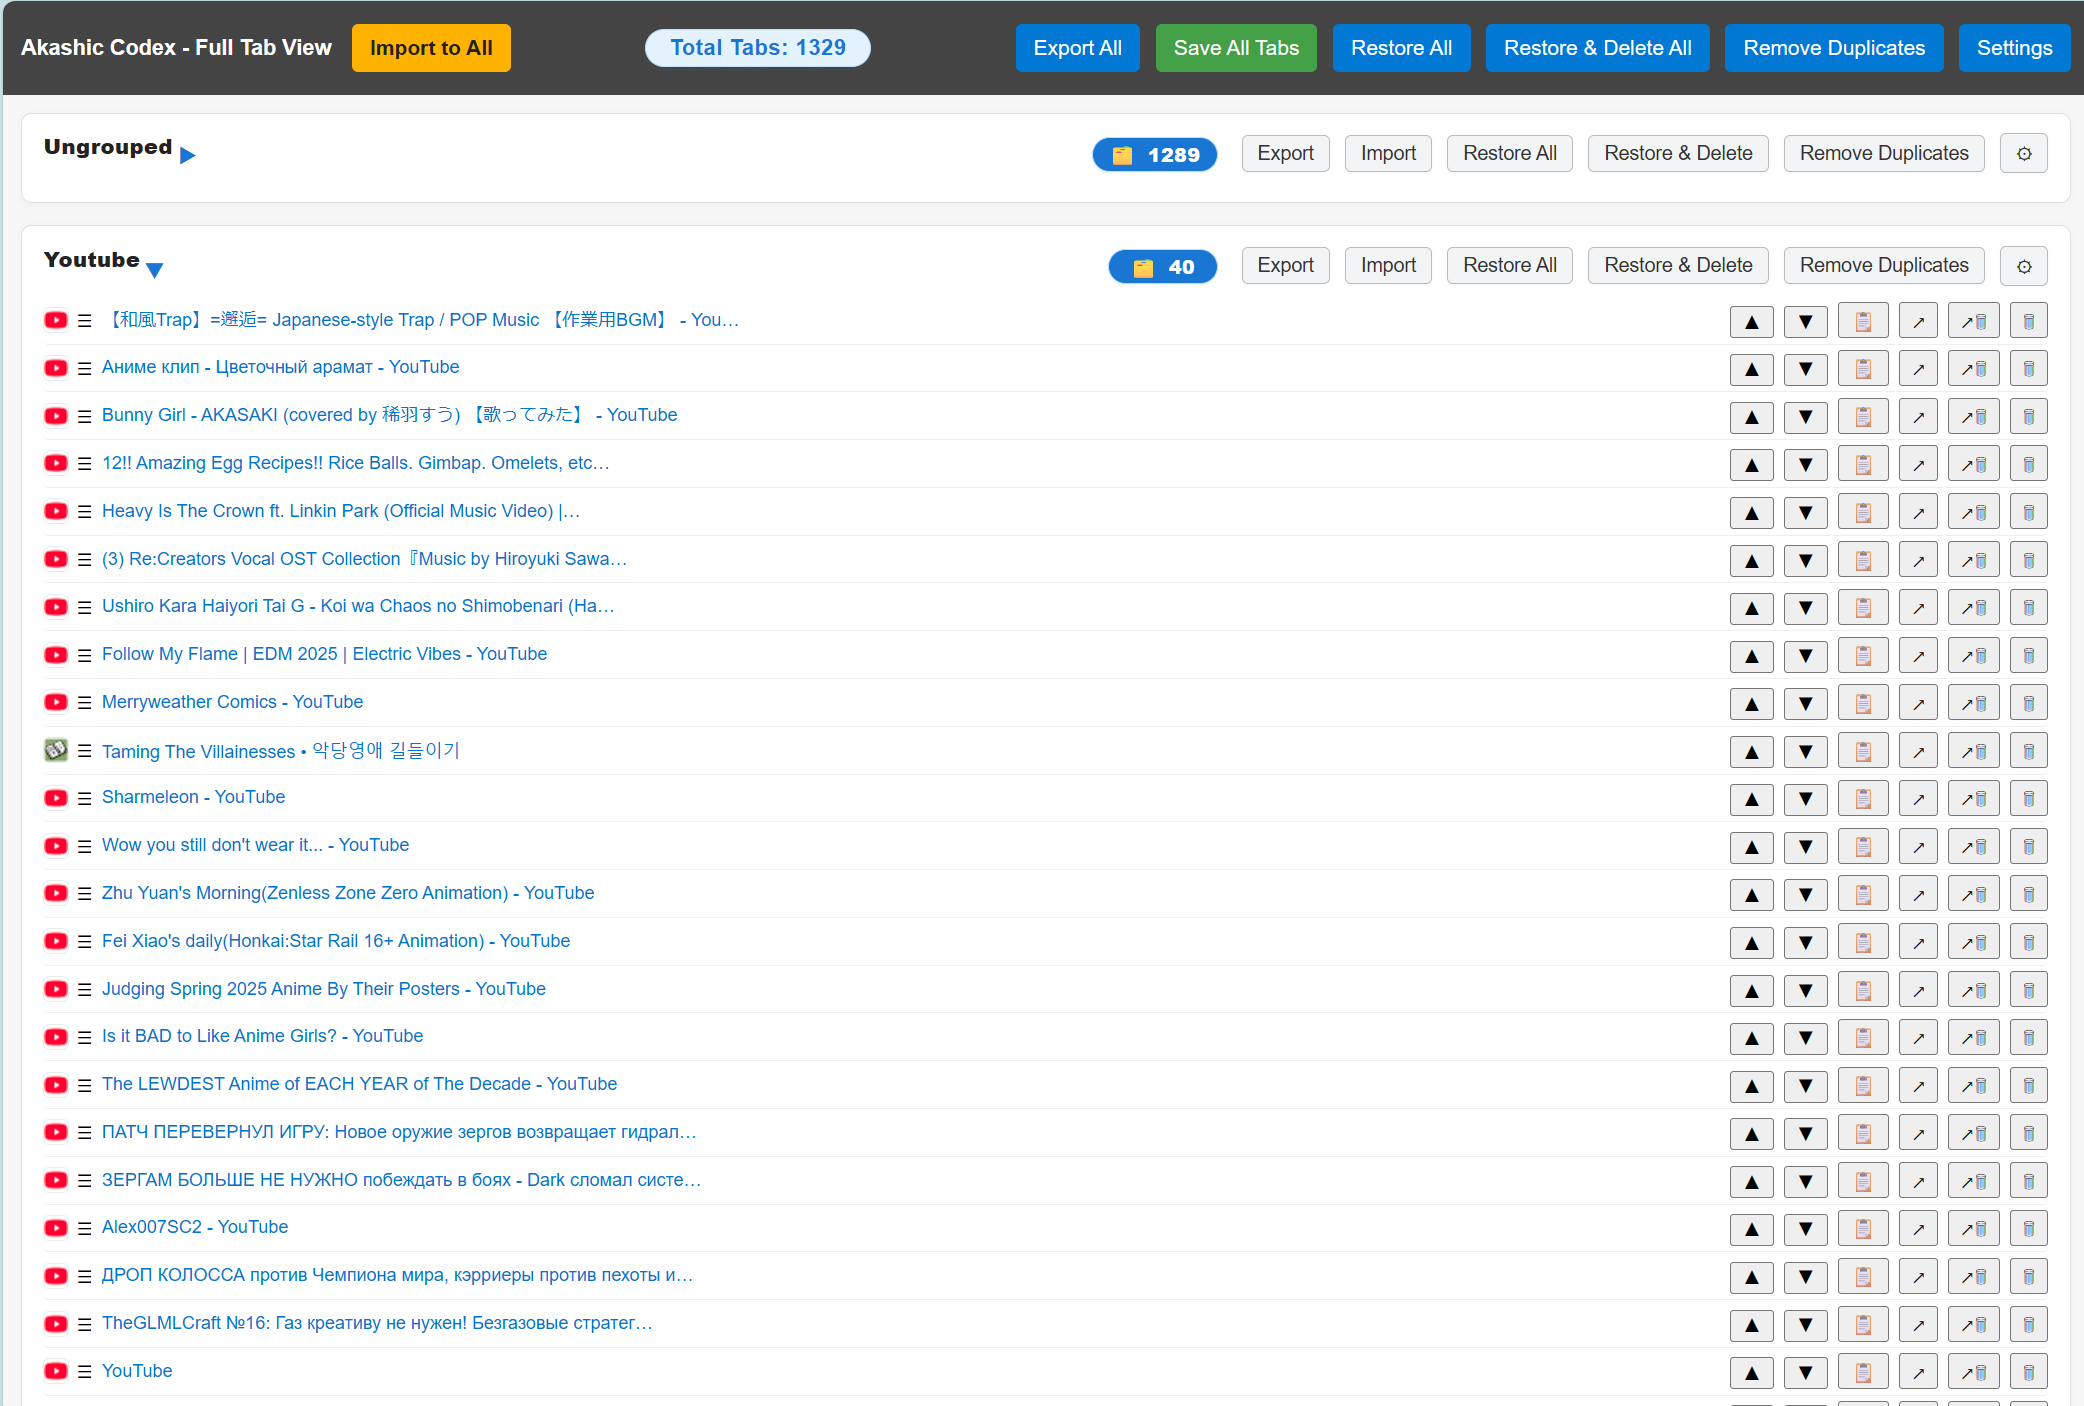 Akashic Codex - Full Tab View Import to All Total Tabs: 1329 Export All Save All Tabs Restore All Restore & Delete All Remove Duplicates Settings
Ungrouped 1289 Export Import Restore All Restore & Delete Remove Duplicates
Youtube 40 Export Import Restore All Restore & Delete Remove Duplicates
【和風Trap】=邂逅= Japanese-style Trap / POP Music 【作業用BGM】 - You…
Аниме клип - Цветочный арамат - YouTube
Bunny Girl - AKASAKI (covered by 稀羽すう) 【歌ってみた】 - YouTube
12!! Amazing Egg Recipes!! Rice Balls. Gimbap. Omelets, etc…
Heavy Is The Crown ft. Linkin Park (Official Music Video) |…
(3) Re:Creators Vocal OST Collection『Music by Hiroyuki Sawa…
Ushiro Kara Haiyori Tai G - Koi wa Chaos no Shimobenari (Ha…
Follow My Flame | EDM 2025 | Electric Vibes - YouTube
Merryweather Comics - YouTube
Taming The Villainesses • 악당영애 길들이기
Sharmeleon - YouTube
Wow you still don't wear it... - YouTube
Zhu Yuan's Morning(Zenless Zone Zero Animation) - YouTube
Fei Xiao's daily(Honkai:Star Rail 16+ Animation) - YouTube
Judging Spring 2025 Anime By Their Posters - YouTube
Is it BAD to Like Anime Girls? - YouTube
The LEWDEST Anime of EACH YEAR of The Decade - YouTube
ПАТЧ ПЕРЕВЕРНУЛ ИГРУ: Новое оружие зергов возвращает гидрал…
ЗЕРГАМ БОЛЬШЕ НЕ НУЖНО побеждать в боях - Dark сломал систе…
Alex007SC2 - YouTube
ДРОП КОЛОССА против Чемпиона мира, кэрриеры против пехоты и…
TheGLMLCraft №16: Газ креативу не нужен! Безгазовые стратег…
YouTube